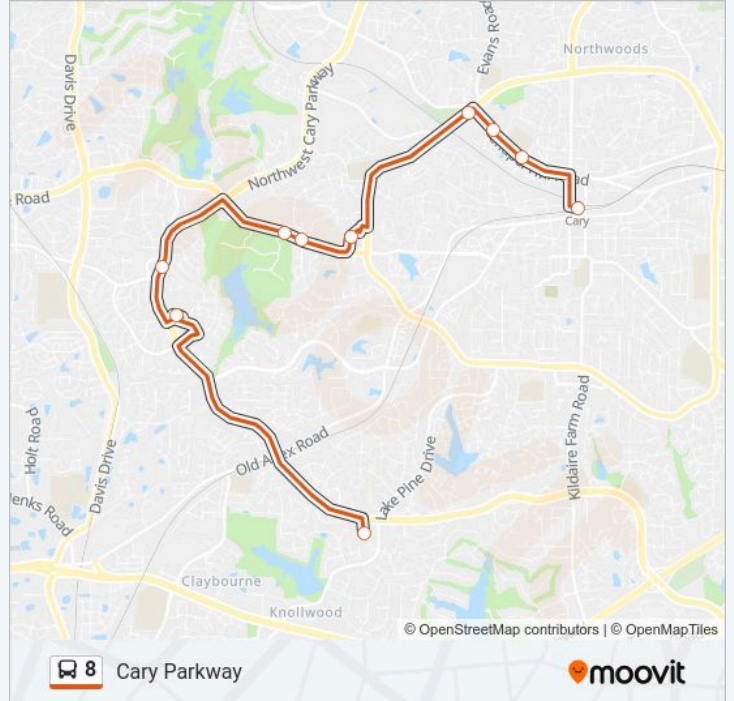 Evans Road
Northwoods
Davis Drive
Northwest Cary Parkway
Road
Cary
Holt Road
Davis Drive
Old Apex Road
Lake Pine Drive
Kildaire Farm Road
Jenks Road
Claybourne
Knollwood
© OpenStreetMap contributors | © OpenMapTiles
8 Cary Parkway
moovit